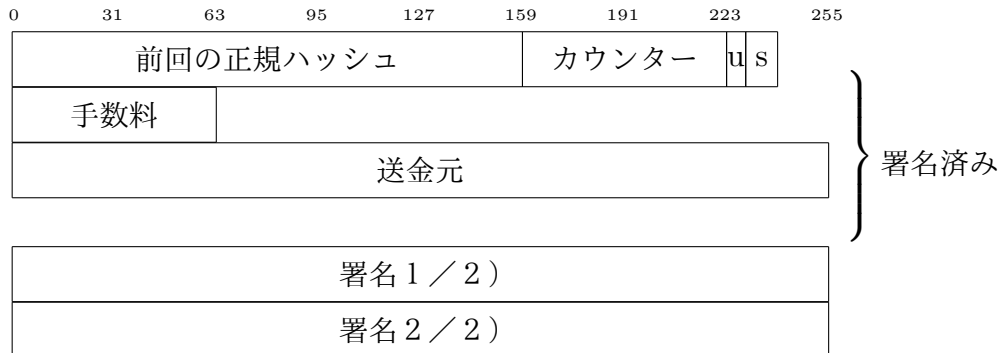 0 31 63 95 127 159 191 223 255
前回の正規ハッシュ カウンター u s
手数料
送金元
署名済み
署名１／２）
署名２／２）